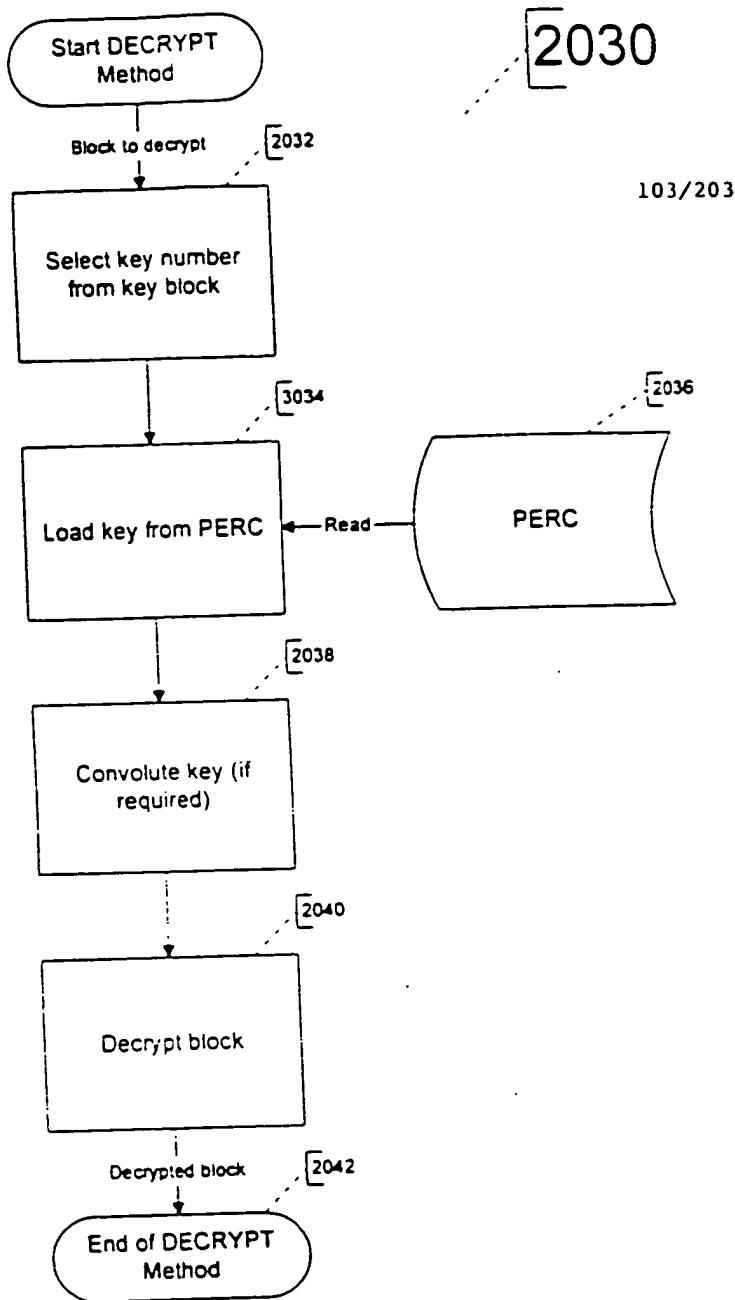 Start DECRYPT
Method
2030
Block to decrypt
2032
103/203
Select key number
from key block
3034
2036
Load key from PERC
Read
PERC
2038
Convolute key (if
required)
2040
Decrypt block
Decrypted block
2042
End of DECRYPT
Method